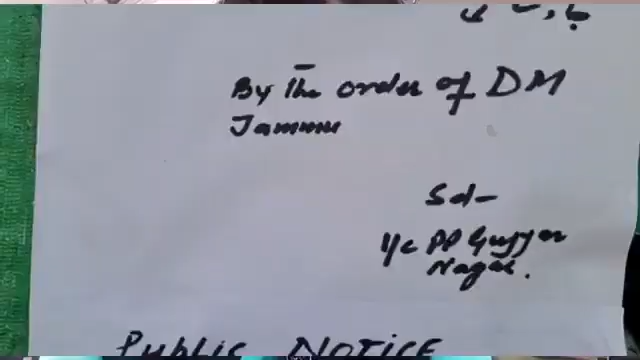 By the order of DM
Jammu
Sd-
I/c PP Gujjar
Nagar.
PUBLIC NOTICE